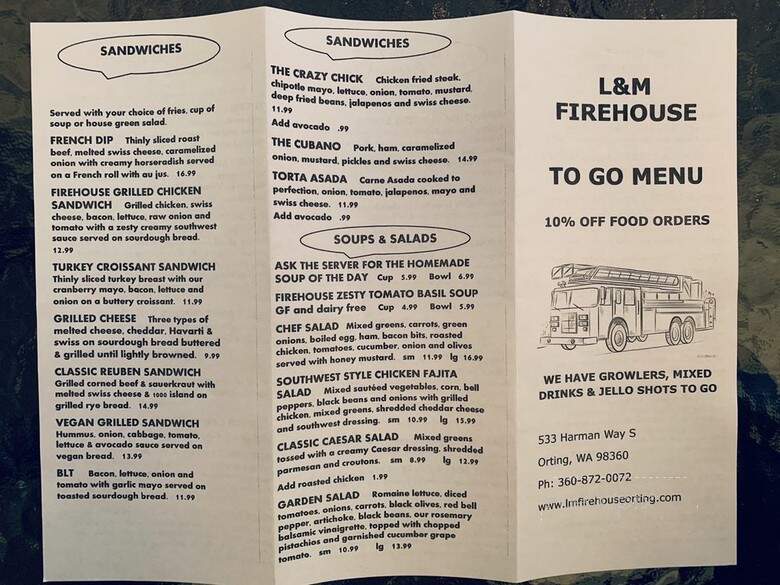 SANDWICHES
Served with your choice of fries, cup of
soup or house green salad.
FRENCH DIP Thinly sliced roast
beef, melted swiss cheese, caramelized
onion with creamy horseradish served
on a French roll with au jus. 16.99
FIREHOUSE GRILLED CHICKEN
SANDWICH Grilled chicken, swiss
cheese, bacon, lettuce, raw onion and
tomato with a zesty creamy southwest
sauce served on sourdough bread.
12.99
TURKEY CROISSANT SANDWICH
Thinly sliced turkey breast with our
cranberry mayo, bacon, lettuce and
onion on a buttery croissant. 11.99
GRILLED CHEESE Three types of
melted cheese, cheddar, Havarti &
swiss on sourdough bread buttered
& grilled until lightly browned. 9.99
CLASSIC REUBEN SANDWICH
Grilled corned beef & sauerkraut with
melted swiss cheese & 1000 island on
grilled rye bread. 14.99
VEGAN GRILLED SANDWICH
Hummus, onion, cabbage, tomato,
lettuce & avocado sauce served on
vegan bread. 13.99
BLT Bacon, lettuce, onion and
tomato with garlic mayo served on
toasted sourdough bread. 11.99
SANDWICHES
THE CRAZY CHICK Chicken fried steak,
chipotle mayo, lettuce, onion, tomato, mustard,
deep fried beans, jalapenos and swiss cheese.
11.99
Add avocado .99
THE CUBANO Pork, ham, caramelized
onion, mustard, pickles and swiss cheese. 14.99
TORTA ASADA Carne Asada cooked to
perfection, onion, tomato, jalapenos, mayo and
swiss cheese. 11.99
Add avocado .99
SOUPS & SALADS
ASK THE SERVER FOR THE HOMEMADE
SOUP OF THE DAY Cup 5.99 Bowl 6.99
FIREHOUSE ZESTY TOMATO BASIL SOUP
GF and dairy free Cup 4.99 Bowl 5.99
CHEF SALAD Mixed greens, carrots, green
onions, boiled egg, ham, bacon bits, roasted
chicken, tomatoes, cucumber, onion and olives
served with honey mustard. sm 11.99 lg 16.99
SOUTHWEST STYLE CHICKEN FAJITA
SALAD Mixed sautéed vegetables, corn, bell
peppers, black beans and onions with grilled
chicken, mixed greens, shredded cheddar cheese
and southwest dressing. sm 10.99 lg 15.99
CLASSIC CAESAR SALAD Mixed greens
tossed with a creamy Caesar dressing, shredded
parmesan and croutons. sm 8.99 lg 12.99
Add roasted chicken 1.99
GARDEN SALAD Romaine lettuce, diced
tomatoes, onions, carrots, black olives, red bell
pepper, artichoke, black beans, our rosemary
balsamic vinaigrette, topped with chopped
pistachios and garnished cucumber grape
tomato. sm 10.99 lg 13.99
L&M
FIREHOUSE
TO GO MENU
10% OFF FOOD ORDERS
WE HAVE GROWLERS, MIXED
DRINKS & JELLO SHOTS TO GO
533 Harman Way S
Orting, WA 98360
Ph: 360-872-0072
www.lmfirehouseorting.com